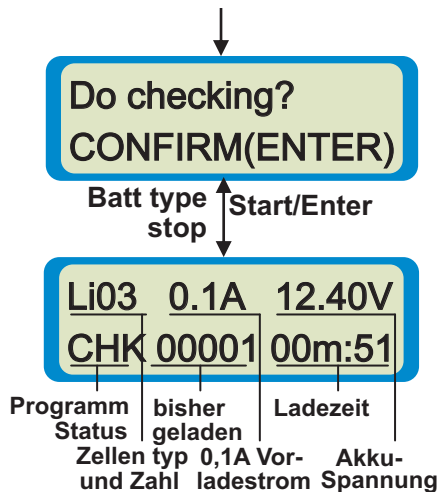 Do checking?
CONFIRM(ENTER)
Batt type
stop
Start/Enter
Li03 0.1A 12.40V
CHK 00001 00m:51
Programm
Status
bisher
geladen
Ladezeit
Zellen typ
und Zahl
0,1A Vor-
ladestrom
Akku-
Spannung